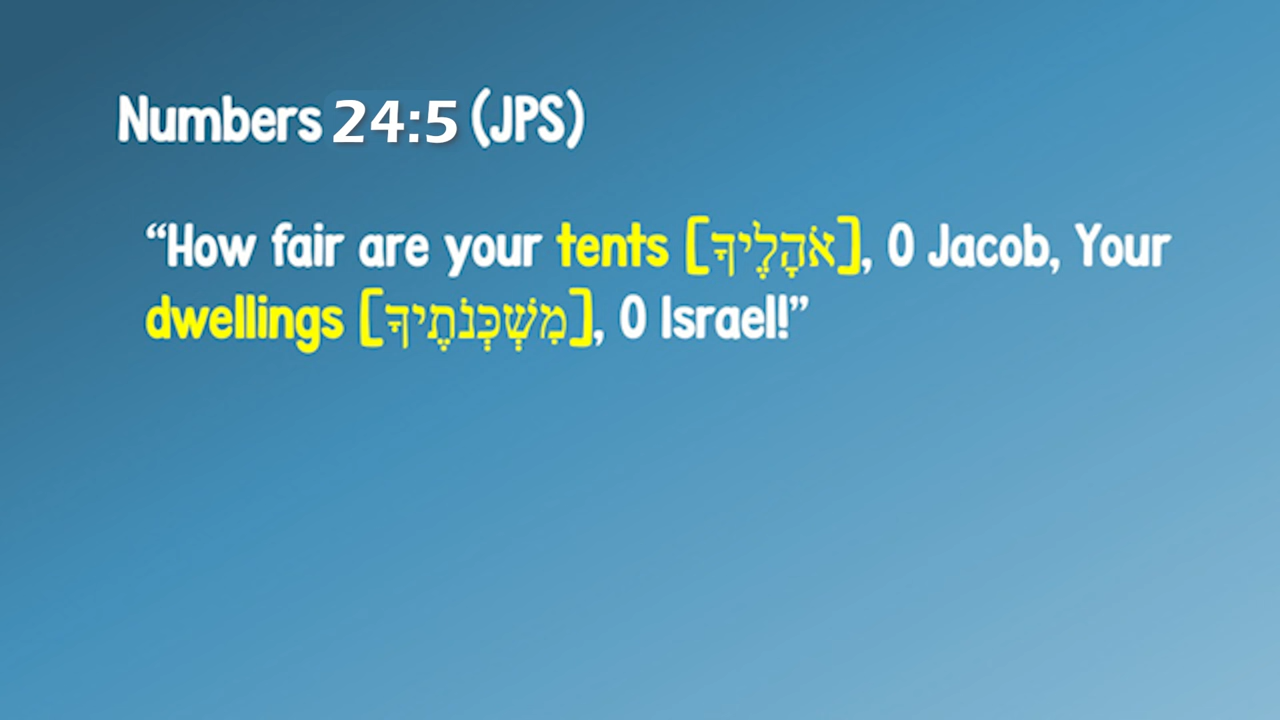 Numbers 24:5 (JPS)
“How fair are your tents [אֹהָלֶיךָ], O Jacob, Your
dwellings [מִשְׁכְּנֹתֶיךָ], O Israel!”